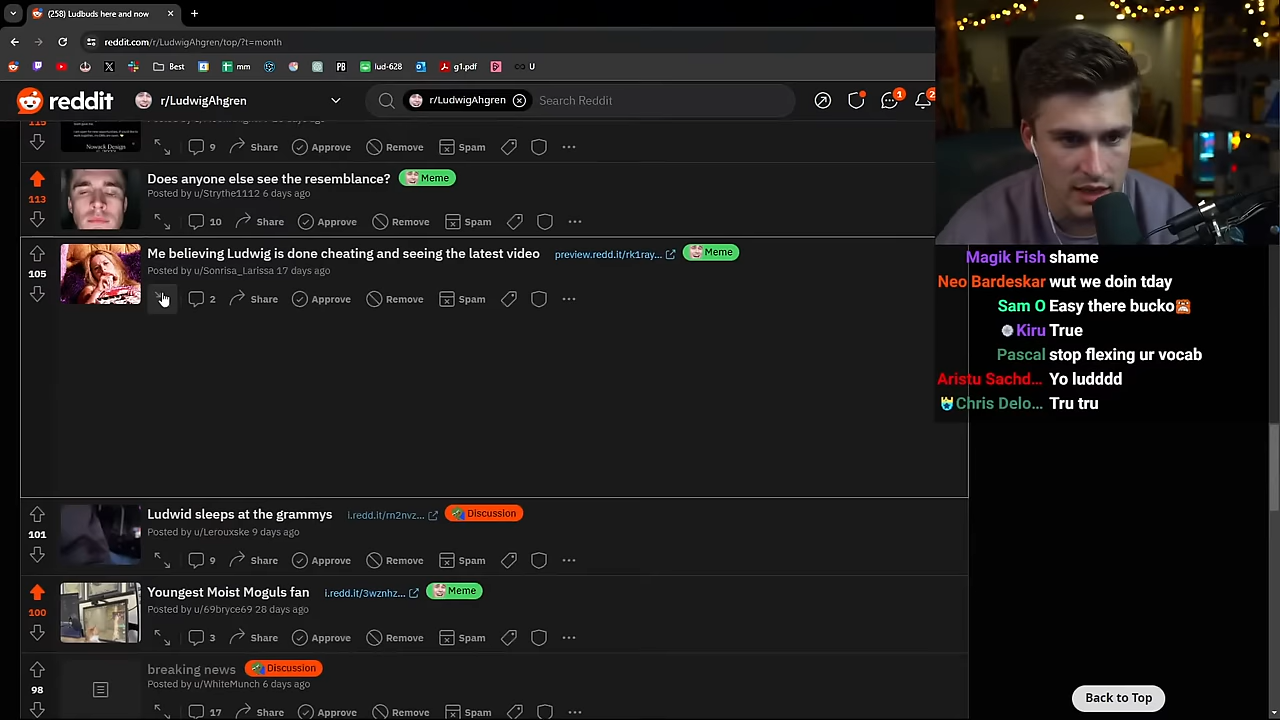 (258) Ludbuds here and now
reddit.com/r/LudwigAhgren/top/?t=month
Best
mm
PB
iud-628
g1.pdf
U
reddit
r/LudwigAhgren
r/LudwigAhgren
Search Reddit
1
2
115
Nowack Design
9
Share
Approve
Remove
Spam
Does anyone else see the resemblance?
Meme
113
Posted by u/Strythe1112 6 days ago
10
Share
Approve
Remove
Spam
Me believing Ludwig is done cheating and seeing the latest video
preview.redd.it/rk1ray...
Meme
105
Posted by u/Sonrisa_Larissa 17 days ago
2
Share
Approve
Remove
Spam
Ludwid sleeps at the grammys
i.redd.it/rn2nvz...
Discussion
101
Posted by u/Lerouxske 9 days ago
9
Share
Approve
Remove
Spam
Youngest Moist Moguls fan
i.redd.it/3wznhz...
Meme
100
Posted by u/69bryce69 28 days ago
3
Share
Approve
Remove
Spam
breaking news
Discussion
98
Posted by u/WhiteMunch 6 days ago
17
Share
Approve
Remove
Spam
Magik Fish shame
Neo Bardeskar wut we doin tday
Sam O Easy there bucko
Kiru True
Pascal stop flexing ur vocab
Aristu Sachd... Yo ludddd
Chris Delo... Tru tru
Back to Top